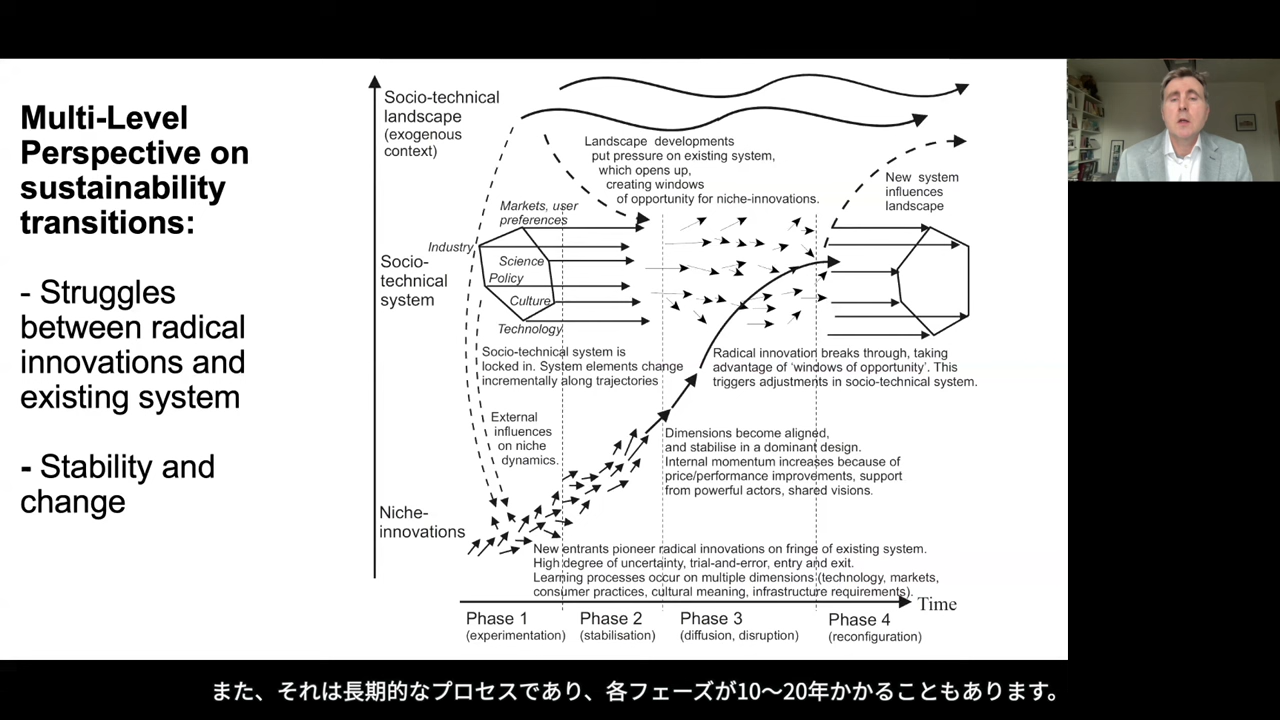 Multi-Level
Perspective on
sustainability
transitions:
- Struggles
between radical
innovations and
existing system
- Stability and
change
Socio-technical
landscape
(exogenous
context)
Landscape developments
put pressure on existing system,
which opens up,
creating windows
of opportunity for niche-innovations.
New system
influences
landscape
Markets, user
preferences
Industry
Science
Policy
Culture
Technology
Socio-
technical
system
Socio-technical system is
locked in. System elements change
incrementally along trajectories
Radical innovation breaks through, taking
advantage of ‘windows of opportunity’. This
triggers adjustments in socio-technical system.
External
influences
on niche
dynamics.
Dimensions become aligned,
and stabilise in a dominant design.
Internal momentum increases because of
price/performance improvements, support
from powerful actors, shared visions.
Niche-
innovations
New entrants pioneer radical innovations on fringe of existing system.
High degree of uncertainty, trial-and-error, entry and exit.
Learning processes occur on multiple dimensions (technology, markets,
consumer practices, cultural meaning, infrastructure requirements).
Time
Phase 1
(experimentation)
Phase 2
(stabilisation)
Phase 3
(diffusion, disruption)
Phase 4
(reconfiguration)
また、それは長期的なプロセスであり、各フェーズが10～20年かかることもあります。